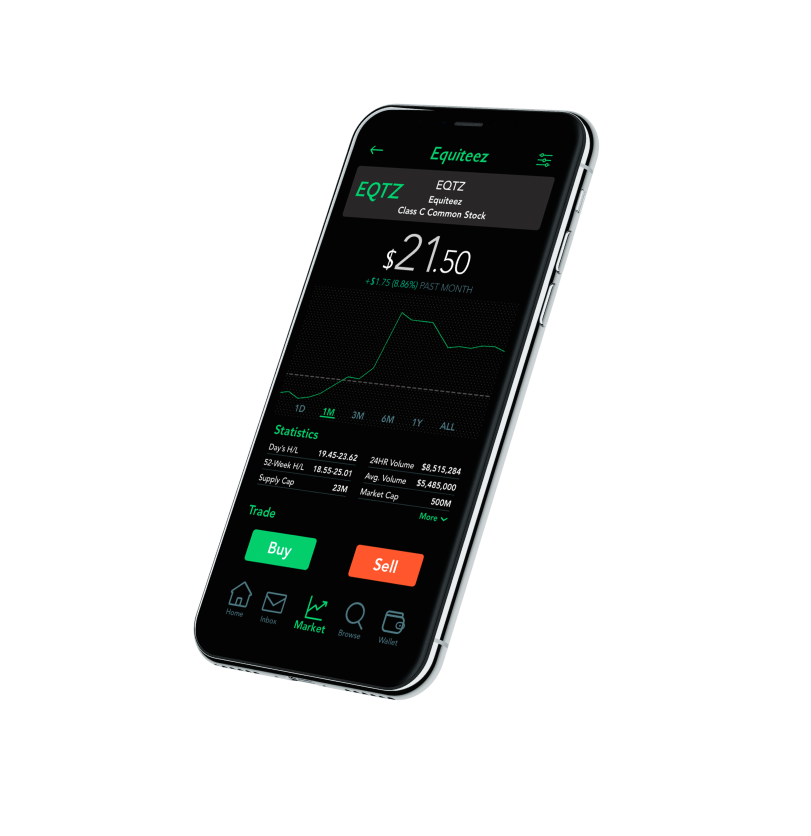 Equiteez
EQTZ
EQTZ
Equiteez
Class C Common Stock
$21.50
+$1.75 (8.86%) PAST MONTH
1D 1M 3M 6M 1Y ALL
Statistics
Day's H/L 19.45-23.62
52-Week H/L 18.55-25.01
Supply Cap 23M
24HR Volume $8,515,284
Avg. Volume $5,485,000
Market Cap 500M
More
Trade
Buy
Sell
Home
Inbox
Market
Browse
Wallet